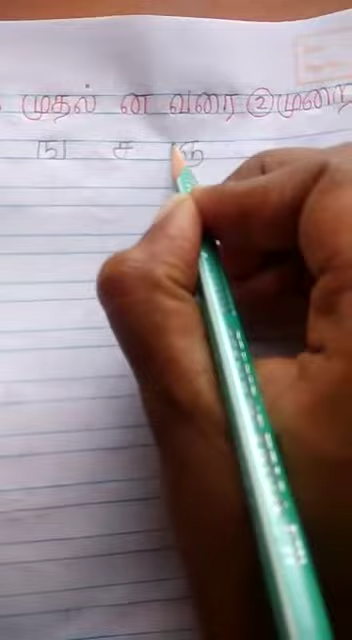 முதல் ன வரை ② முறை
ங ச ஞ